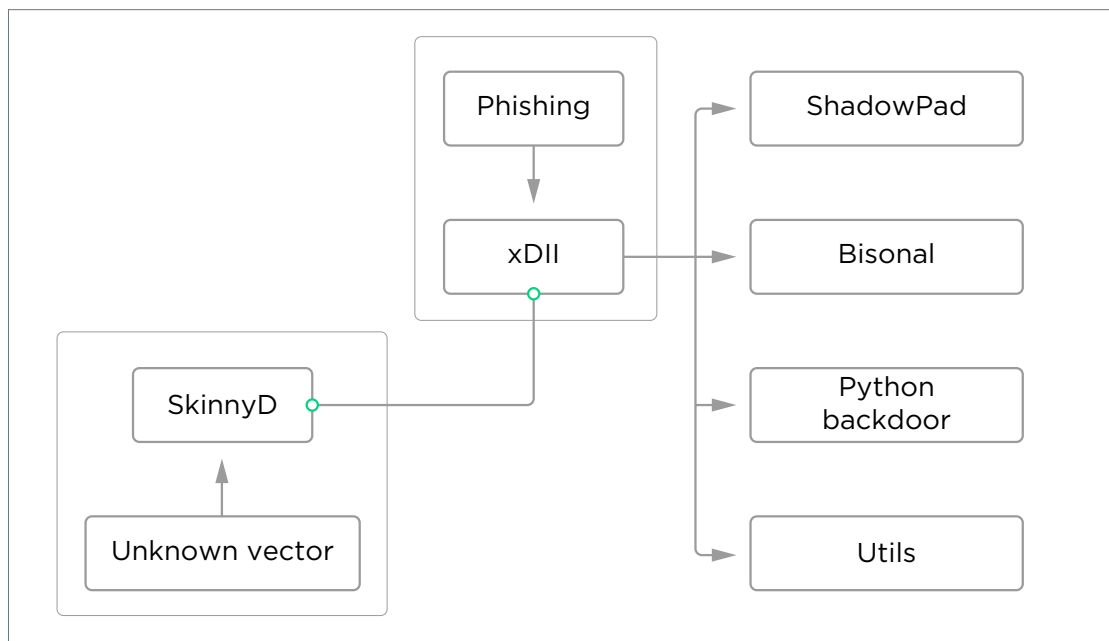 Phishing
ShadowPad
xDll
Bisonal
SkinnyD
Python
backdoor
Unknown vector
Utils